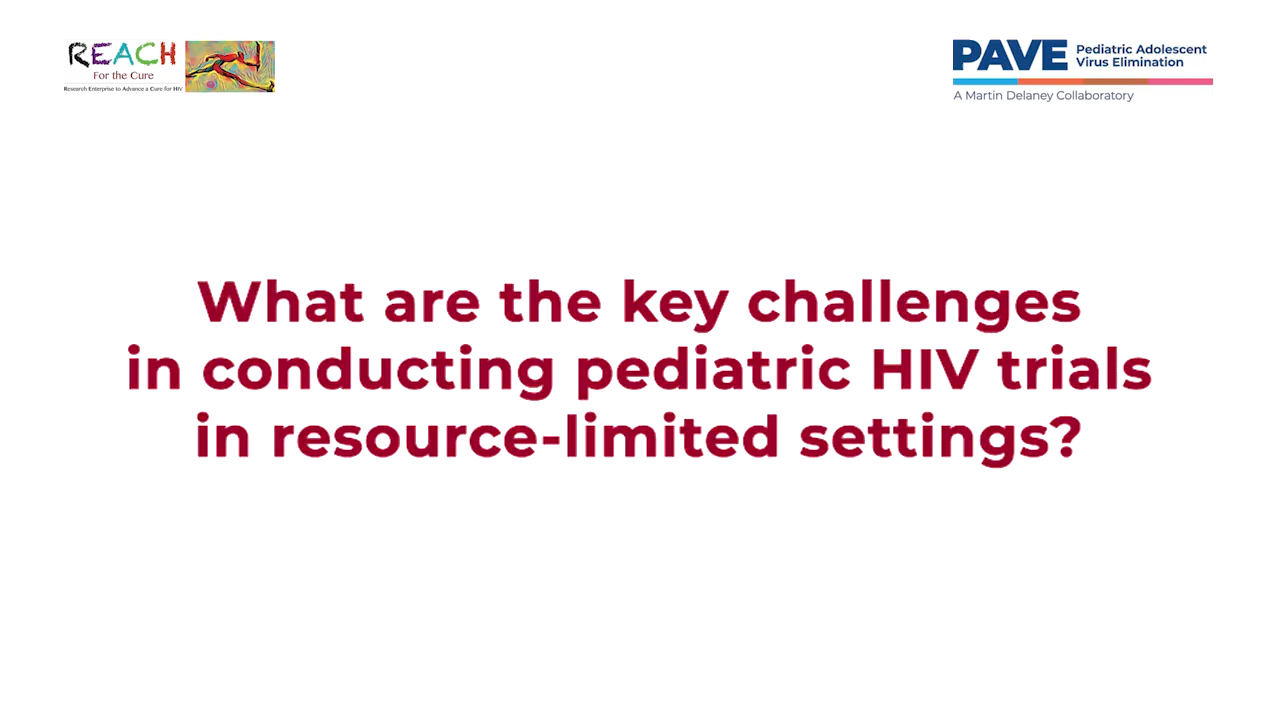 REACH
For the Cure
Research Enterprise to Advance a Cure for HIV
PAVE
Pediatric Adolescent
Virus Elimination
A Martin Delaney Collaboratory
What are the key challenges
in conducting pediatric HIV trials
in resource-limited settings?